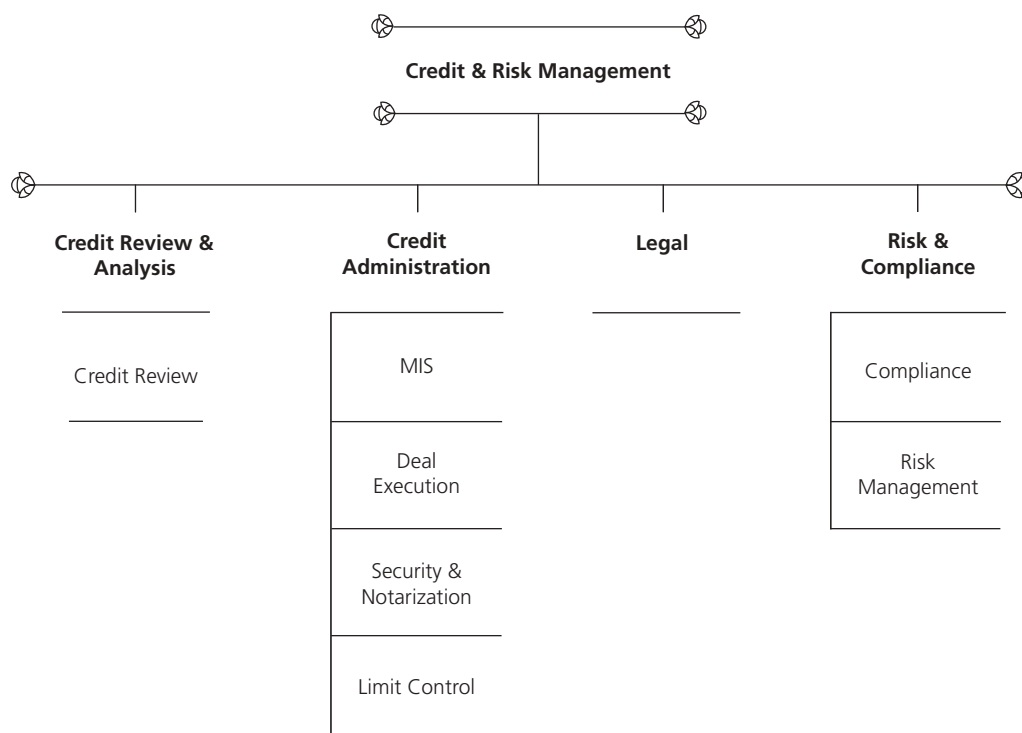 Credit & Risk Management
Credit Review &
Analysis
Credit
Administration
Legal
Risk &
Compliance
Credit Review
MIS
Compliance
Deal
Execution
Risk
Management
Security &
Notarization
Limit Control